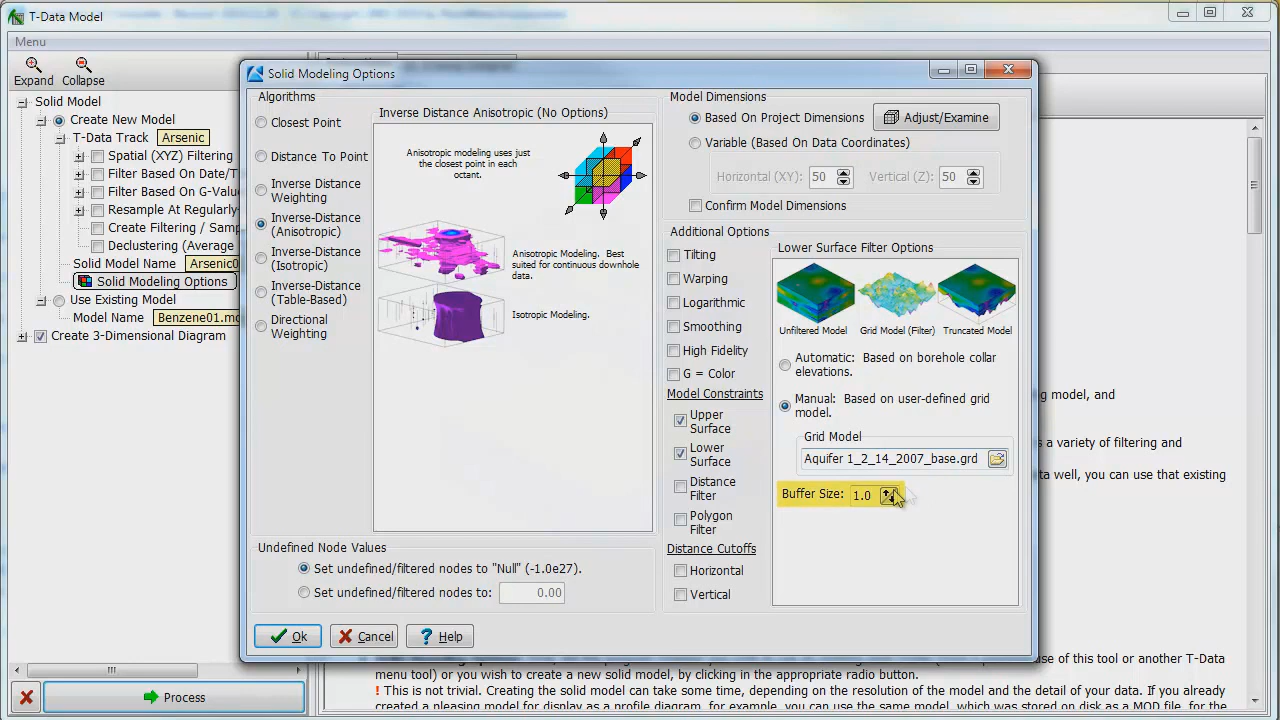 T-Data Model
Menu
Expand
Collapse
Solid Model
Create New Model
T-Data Track
Arsenic
Spatial (XYZ) Filtering
Filter Based On Date/T
Filter Based On G-Value
Resample At Regularly
Create Filtering / Samp
Declustering (Average
Solid Model Name
Arsenic0
Solid Modeling Options
Use Existing Model
Model Name
Benzene01.mo
Create 3-Dimensional Diagram
Process
Solid Modeling Options
Algorithms
Closest Point
Distance To Point
Inverse Distance
Weighting
Inverse-Distance
(Anisotropic)
Inverse-Distance
(Isotropic)
Inverse-Distance
(Table-Based)
Directional
Weighting
Inverse Distance Anisotropic (No Options)
Anisotropic modeling uses just
the closest point in each
octant.
Anisotropic Modeling. Best
suited for continuous downhole
data.
Isotropic Modeling.
Undefined Node Values
Set undefined/filtered nodes to "Null" (-1.0e27).
Set undefined/filtered nodes to:
0.00
Ok
Cancel
Help
Model Dimensions
Based On Project Dimensions
Adjust/Examine
Variable (Based On Data Coordinates)
Horizontal (XY): 50
Vertical (Z): 50
Confirm Model Dimensions
Additional Options
Tilting
Warping
Logarithmic
Smoothing
High Fidelity
G = Color
Model Constraints
Upper
Surface
Lower
Surface
Distance
Filter
Polygon
Filter
Distance Cutoffs
Horizontal
Vertical
Lower Surface Filter Options
Unfiltered Model
Grid Model (Filter)
Truncated Model
Automatic: Based on borehole collar
elevations.
Manual: Based on user-defined grid
model.
Grid Model
Aquifer 1_2_14_2007_base.grd
Buffer Size: 1.0
g model, and
s a variety of filtering and
ta well, you can use that existing
use of this tool or another T-Data
menu tool) or you wish to create a new solid model, by clicking in the appropriate radio button.
! This is not trivial. Creating the solid model can take some time, depending on the resolution of the model and the detail of your data. If you already
created a pleasing model for display as a profile diagram, for example, you can use the same model, which was stored on disk as a MOD file, for the